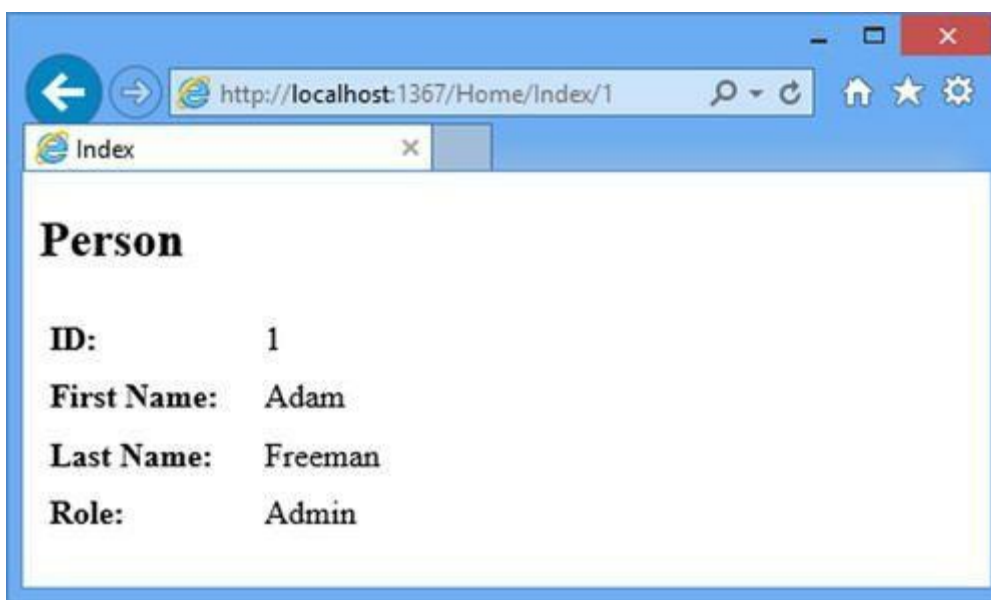 http://localhost:1367/Home/Index/1
Index
Person
ID: 1
First Name: Adam
Last Name: Freeman
Role: Admin